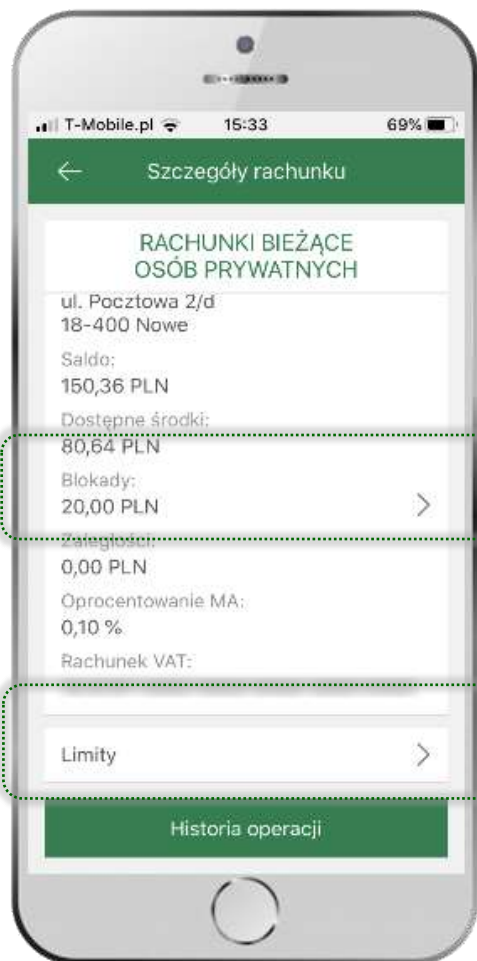 T-Mobile.pl 15:33 69%
Szczegóły rachunku
RACHUNKI BIEŻĄCE
OSÓB PRYWATNYCH
ul. Pocztowa 2/d
18-400 Nowe
Saldo:
150,36 PLN
Dostępne środki:
80,64 PLN
Blokady:
20,00 PLN
Zaległości:
0,00 PLN
Oprocentowanie MA:
0,10 %
Rachunek VAT:
Limity
Historia operacji